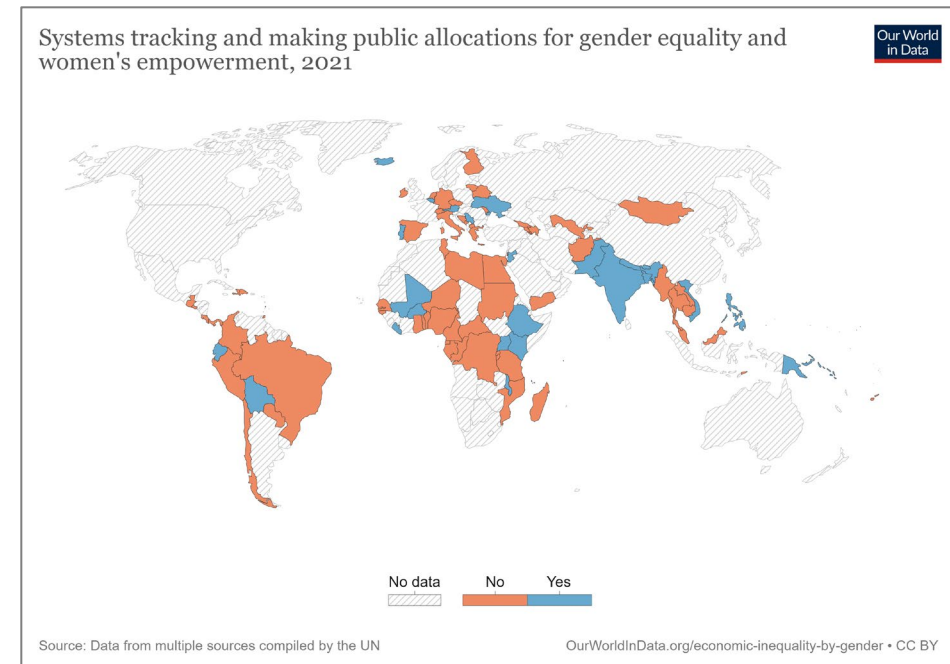 Systems tracking and making public allocations for gender equality and
women's empowerment, 2021
Our World
in Data
No data
No
Yes
Source: Data from multiple sources compiled by the UN
OurWorldInData.org/economic-inequality-by-gender • CC BY